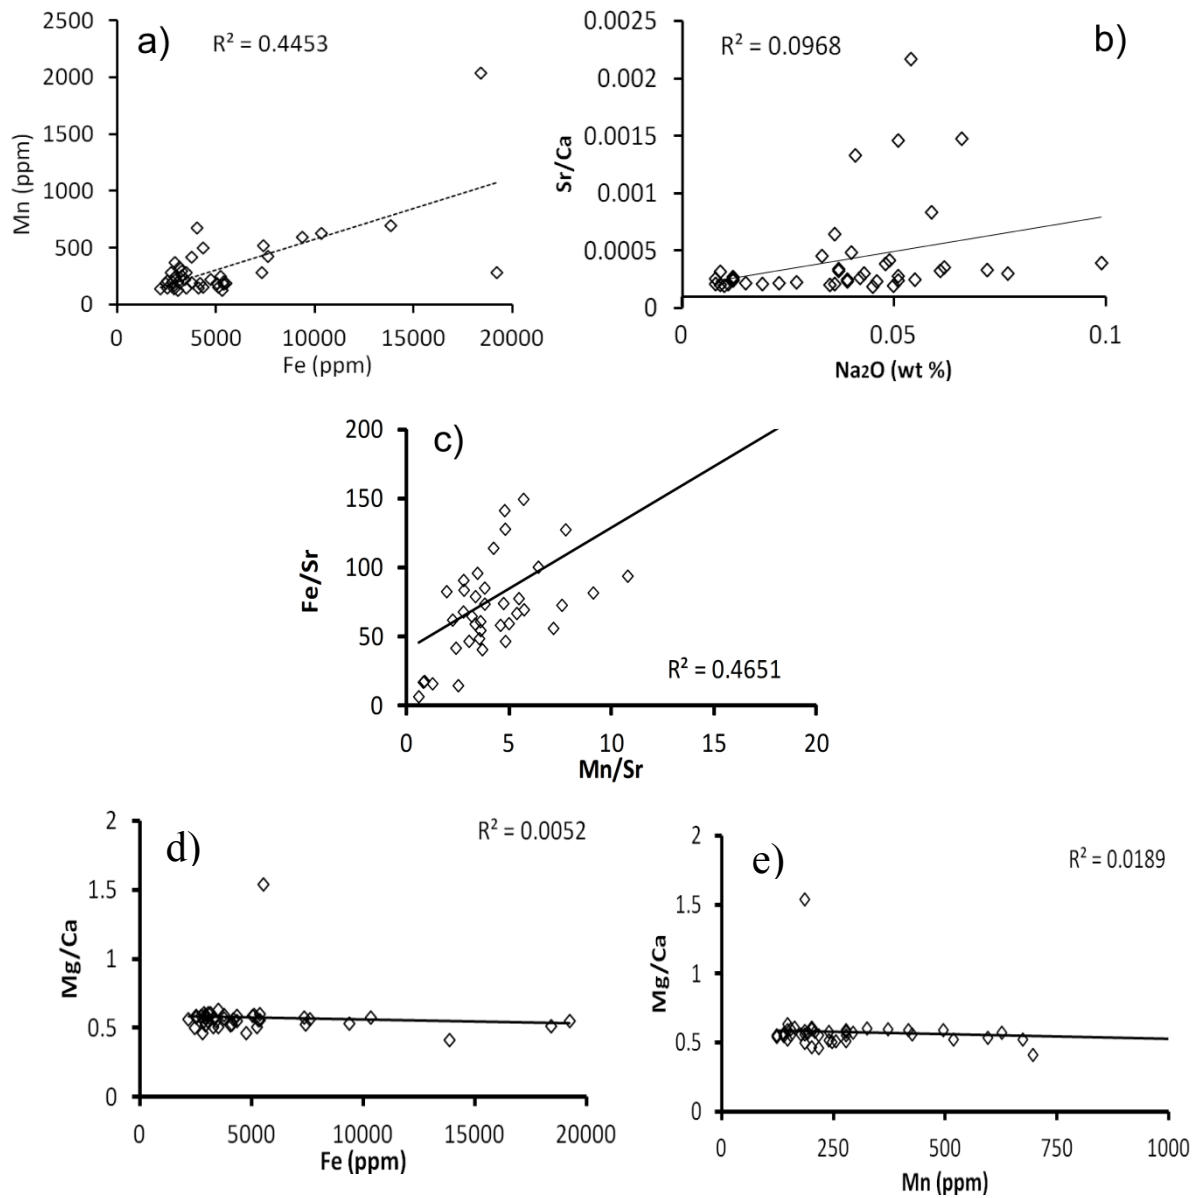 a)
R² = 0.4453
2500
2000
1500
1000
500
0
Mn (ppm)
0 5000 10000 15000 20000
Fe (ppm)
b)
R² = 0.0968
0.0025
0.002
0.0015
0.001
0.0005
0
Sr/Ca
0 0.05 0.1
Na2O (wt %)
c)
200
150
100
50
0
Fe/Sr
R² = 0.4651
0 5 10 15 20
Mn/Sr
d)
R² = 0.0052
2
1.5
1
0.5
0
Mg/Ca
0 5000 10000 15000 20000
Fe (ppm)
e)
R² = 0.0189
2
1.5
1
0.5
0
Mg/Ca
0 250 500 750 1000
Mn (ppm)